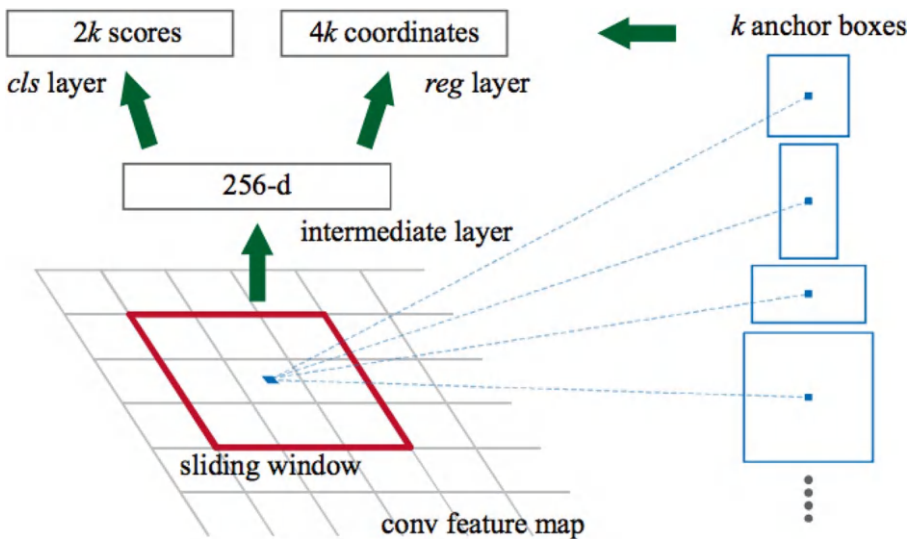 2k scores
4k coordinates
k anchor boxes
cls layer
reg layer
256-d
intermediate layer
sliding window
conv feature map